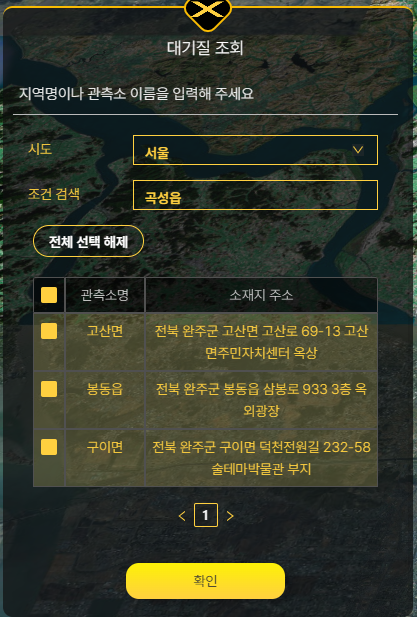 대기질 조회
지역명이나 관측소 이름을 입력해 주세요
시도
서울
조건 검색
곡성읍
전체 선택 해제
관측소명 소재지 주소
고산면 전북 완주군 고산면 고산로 69-13 고산
면주민자치센터 옥상
봉동읍 전북 완주군 봉동읍 삼봉로 933 3층 옥
외광장
구이면 전북 완주군 구이면 덕천전원길 232-58
술테마박물관 부지
< 1 >
확인